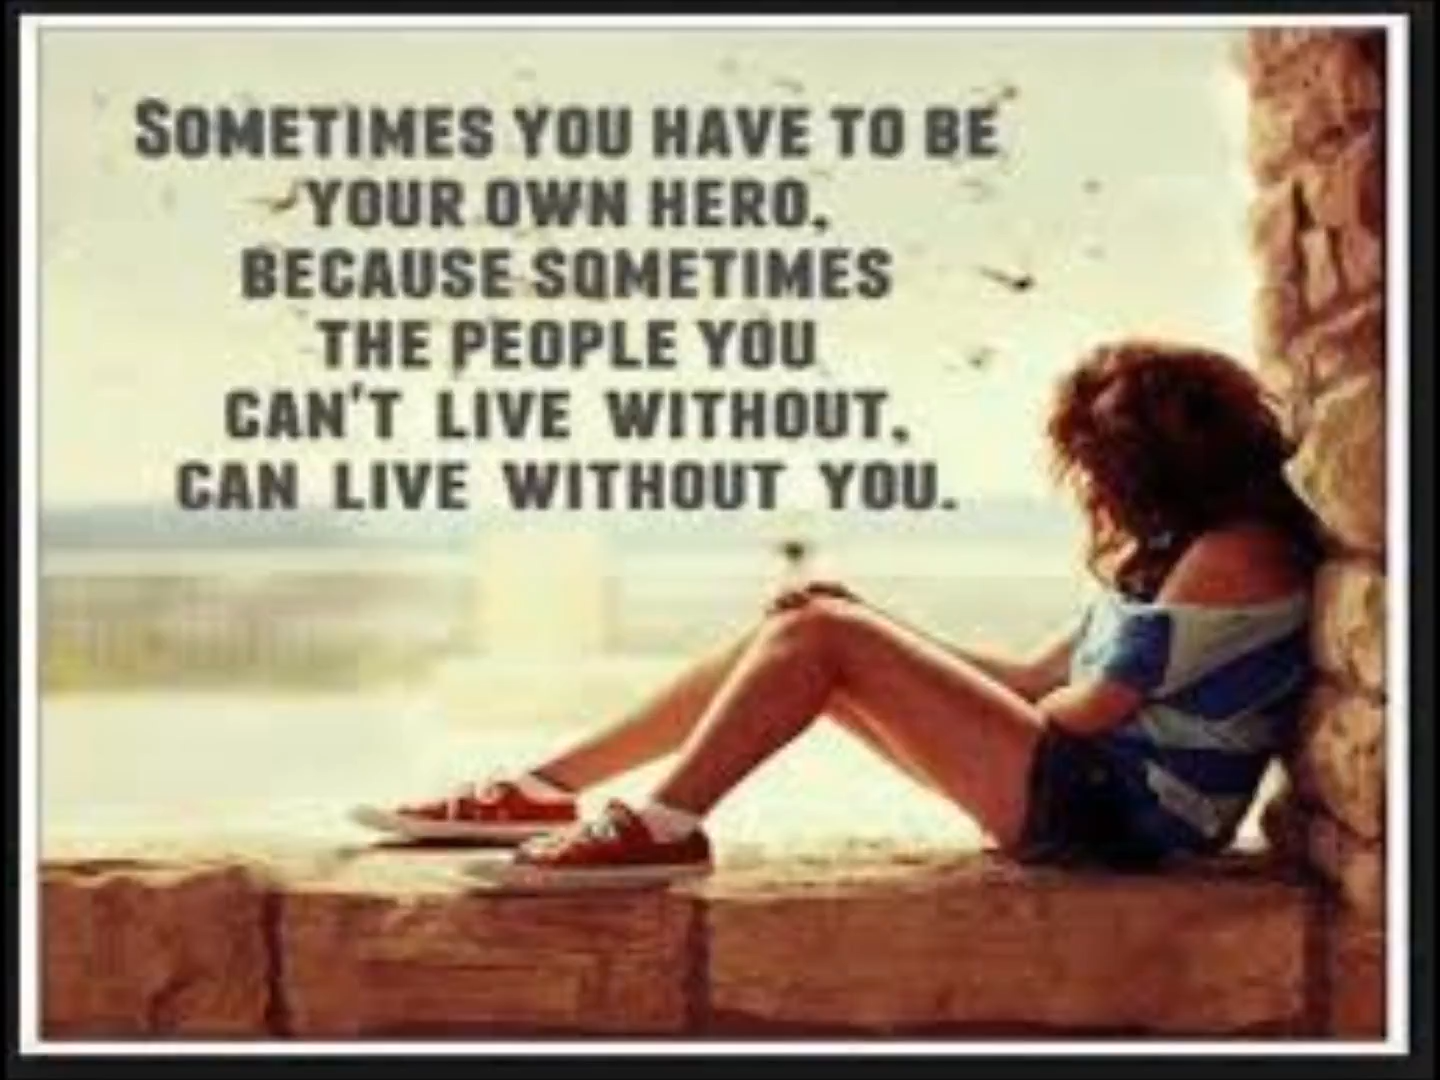 SOMETIMES YOU HAVE TO BE
YOUR OWN HERO,
BECAUSE SOMETIMES
THE PEOPLE YOU
CAN'T LIVE WITHOUT,
CAN LIVE WITHOUT YOU.